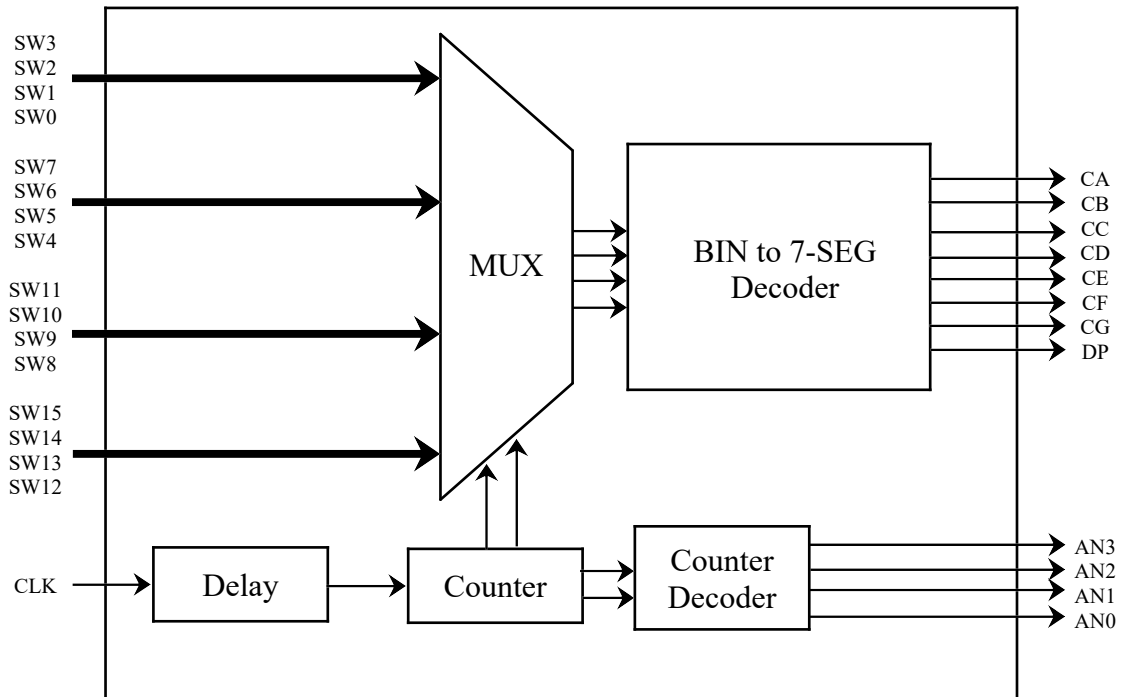 SW3
SW2
SW1
SW0
SW7
SW6
SW5
SW4
SW11
SW10
SW9
SW8
SW15
SW14
SW13
SW12
CLK
MUX
BIN to 7-SEG
Decoder
CA
CB
CC
CD
CE
CF
CG
DP
Delay
Counter
Counter
Decoder
AN3
AN2
AN1
AN0